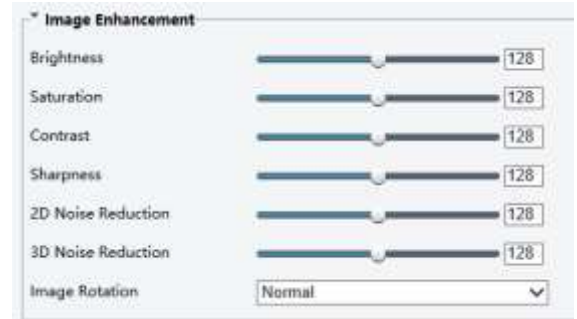 Image Enhancement
Brightness 128
Saturation 128
Contrast 128
Sharpness 128
2D Noise Reduction 128
3D Noise Reduction 128
Image Rotation Normal